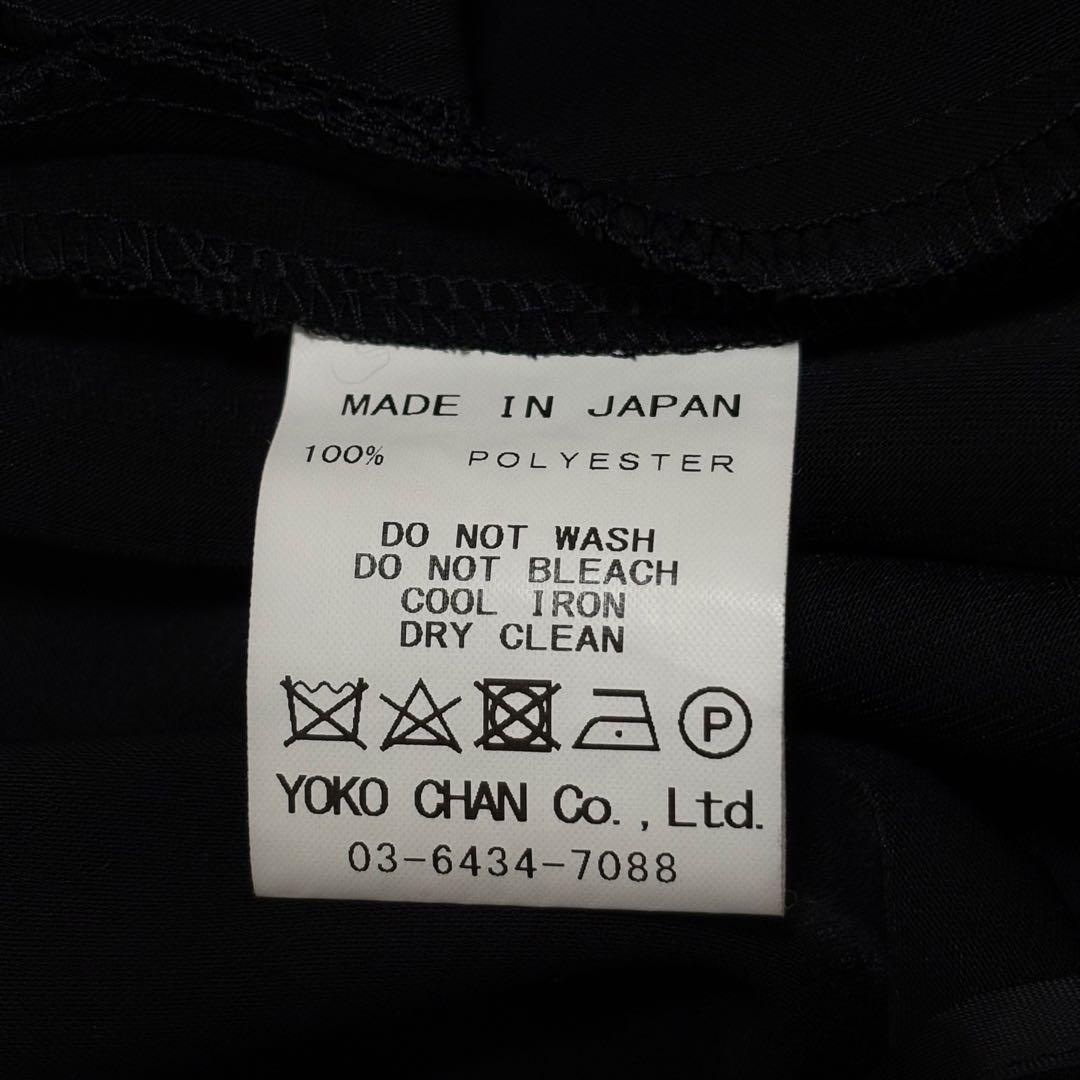 MADE IN JAPAN
100% POLYESTER
DO NOT WASH
DO NOT BLEACH
COOL IRON
DRY CLEAN
P
YOKO CHAN Co., Ltd.
03-6434-7088